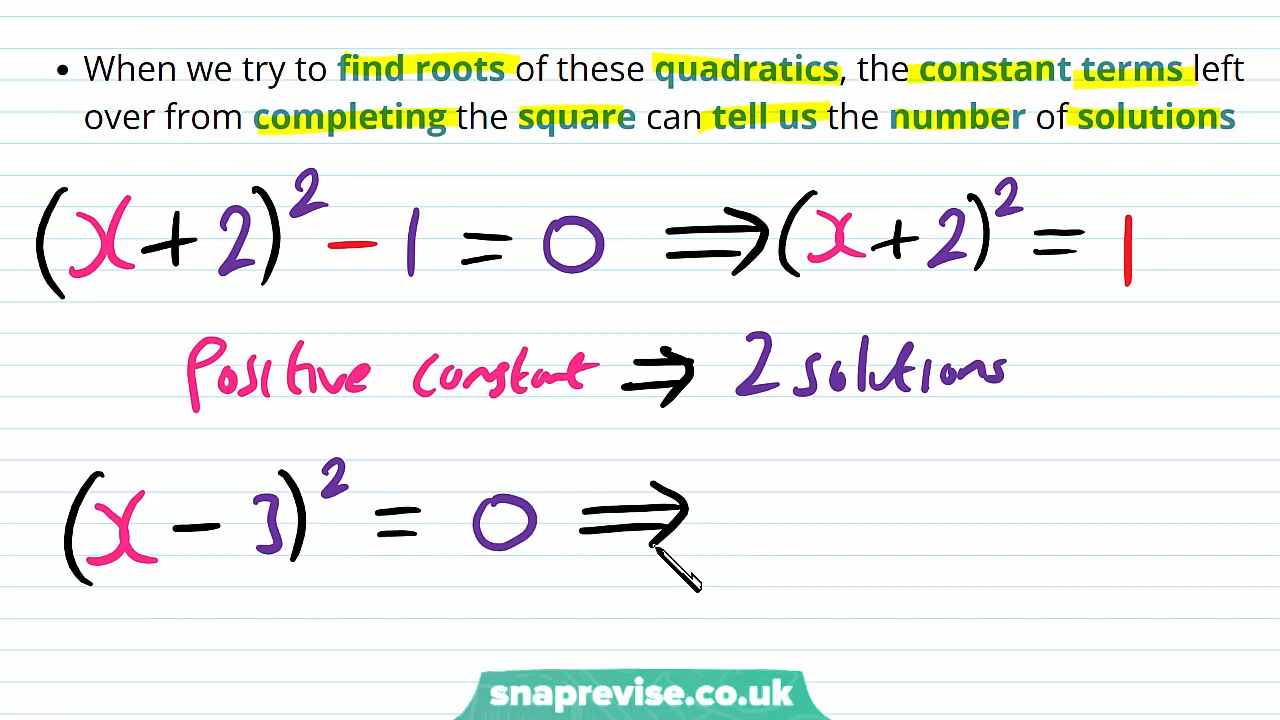 • When we try to find roots of these quadratics, the constant terms left
over from completing the square can tell us the number of solutions
(x + 2)² - 1 = 0 ⇒ (x + 2)² = 1
Positive constant ⇒ 2 solutions
(x - 3)² = 0 ⇒
snaprevise.co.uk